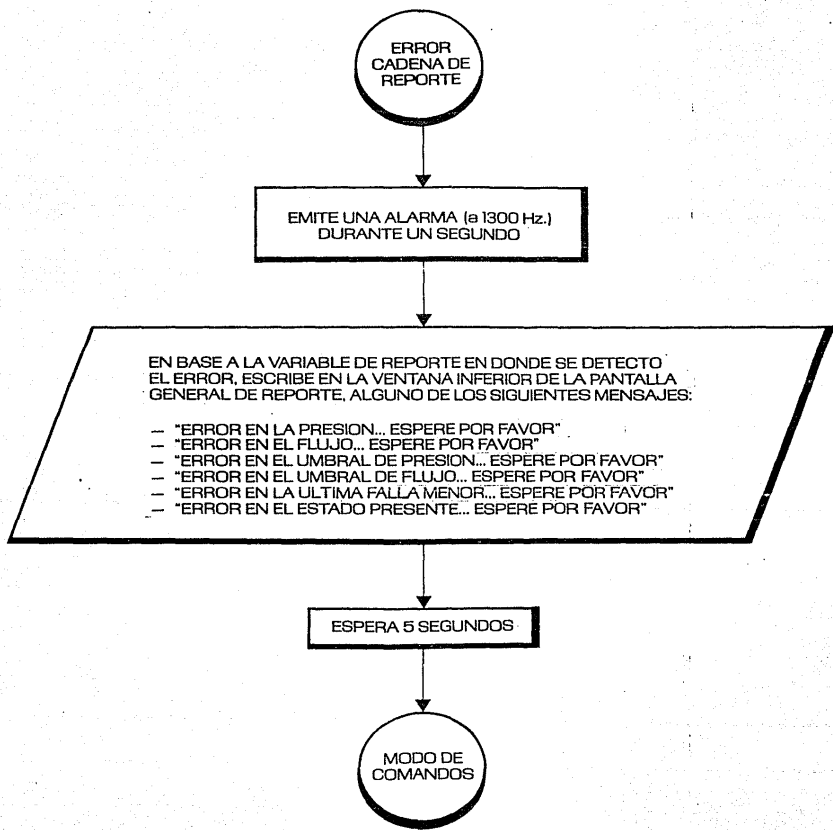 ERROR
CADENA DE
REPORTE
EMITE UNA ALARMA (a 1300 Hz.)
DURANTE UN SEGUNDO
EN BASE A LA VARIABLE DE REPORTE EN DONDE SE DETECTO
EL ERROR, ESCRIBE EN LA VENTANA INFERIOR DE LA PANTALLA
GENERAL DE REPORTE, ALGUNO DE LOS SIGUIENTES MENSAJES:
— "ERROR EN LA PRESION... ESPERE POR FAVOR"
— "ERROR EN EL FLUJO... ESPERE POR FAVOR"
— "ERROR EN EL UMBRAL DE PRESION... ESPERE POR FAVOR"
— "ERROR EN EL UMBRAL DE FLUJO... ESPERE POR FAVOR"
— "ERROR EN LA ULTIMA FALLA MENOR... ESPERE POR FAVOR"
— "ERROR EN EL ESTADO PRESENTE... ESPERE POR FAVOR"
ESPERA 5 SEGUNDOS
MODO DE
COMANDOS